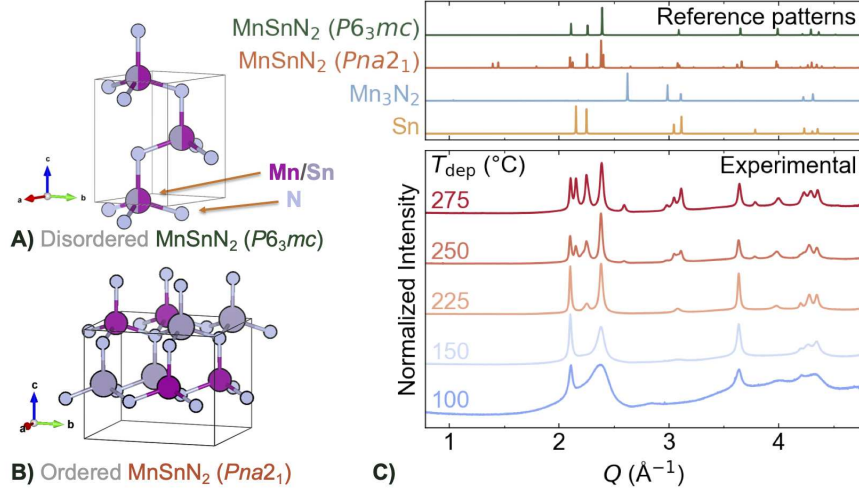 c
a
b
Mn/Sn
N
A) Disordered MnSnN₂ (P6₃mc)
c
a
b
B) Ordered MnSnN₂ (Pna2₁)
C)
Reference patterns
MnSnN₂ (P6₃mc)
MnSnN₂ (Pna2₁)
Mn₃N₂
Sn
T_dep (°C)
Experimental
275
250
225
150
100
Normalized Intensity
1 2 3 4
Q (Å⁻¹)